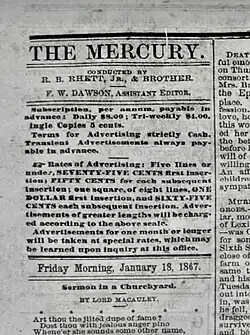 THE MERCURY.
CONDUCTED BY
R. B. RHETT, JR., & BROTHER.
F. W. DAWSON, ASSISTANT EDITOR.
Subscription, per annum, payable in
advance: Daily $8.00; Tri-weekly $4.00.
ingle Copies 5 cents.
Terms for Advertising strictly Cash.
Transient Advertisements always pay-
able in advance.
Rates of Advertising: Five lines or
under, SEVENTY-FIVE CENTS first inser-
tion; FIFTY CENTS for each subsequent
insertion; one square, of eight lines, ONE
DOLLAR first insertion, and SIXTY-FIVE
CENTS each subsequent insertion. Adver-
tisements of greater lengths will be charg-
ed according to the above scale.
Advertisements for one month or longer
will be taken at special rates, which may
be learned upon inquiry at this office.
Friday Morning, January 18, 1867.
Sermon in a Churchyard.
BY LORD MACAULEY.
Art thou the jilted dupe of fame?
Dost thou with jealous anger pine
Whene'er she sounds some other name,